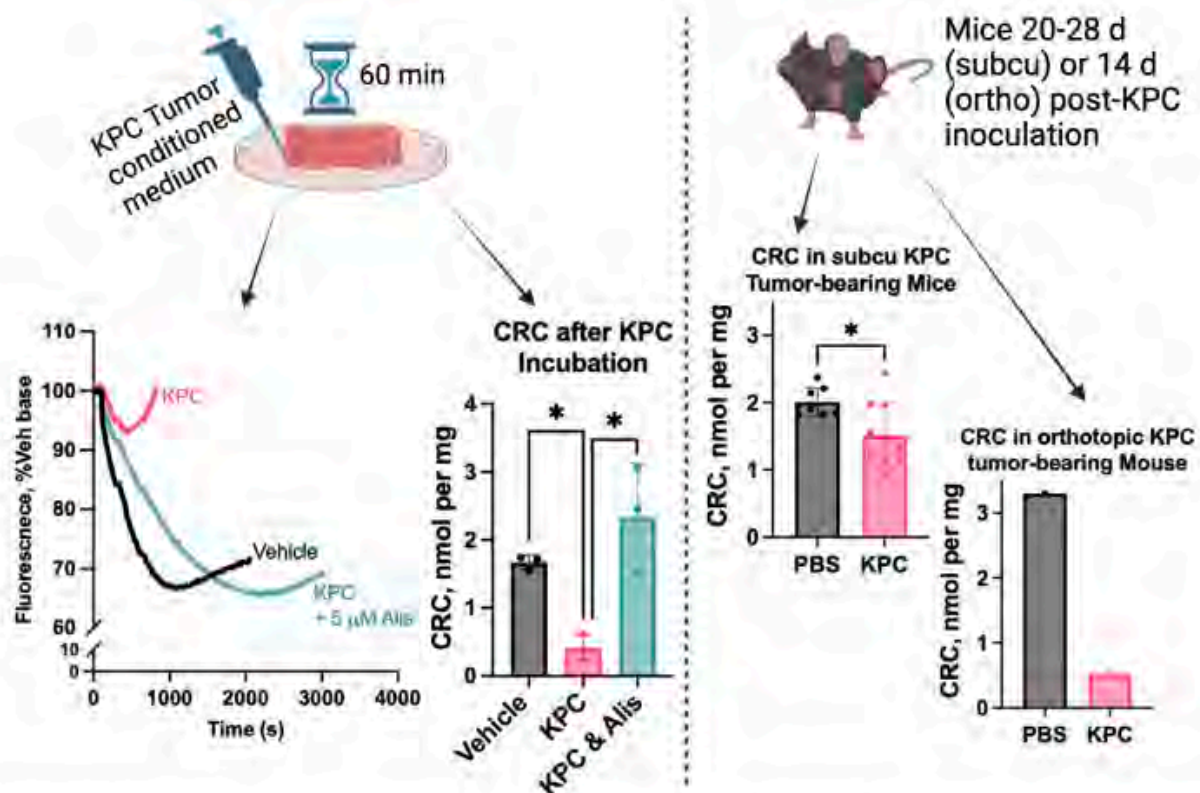 KPC Tumor
conditioned
medium
60 min
Mice 20-28 d
(subcu) or 14 d
(ortho) post-KPC
inoculation
Fluorescnece, %Veh base
110
100
90
80
70
60
10
0
KPC
Vehicle
KPC
+ 5 μM Alis
0
1000
2000
3000
4000
Time (s)
CRC after KPC
Incubation
CRC, nmol per mg
4
3
2
1
0
*
*
Vehicle
KPC
KPC & Alis
CRC in subcu KPC
Tumor-bearing Mice
CRC, nmol per mg
3
2
1
0
*
PBS
KPC
CRC in orthotopic KPC
tumor-bearing Mouse
CRC, nmol per mg
3
2
1
0
PBS
KPC